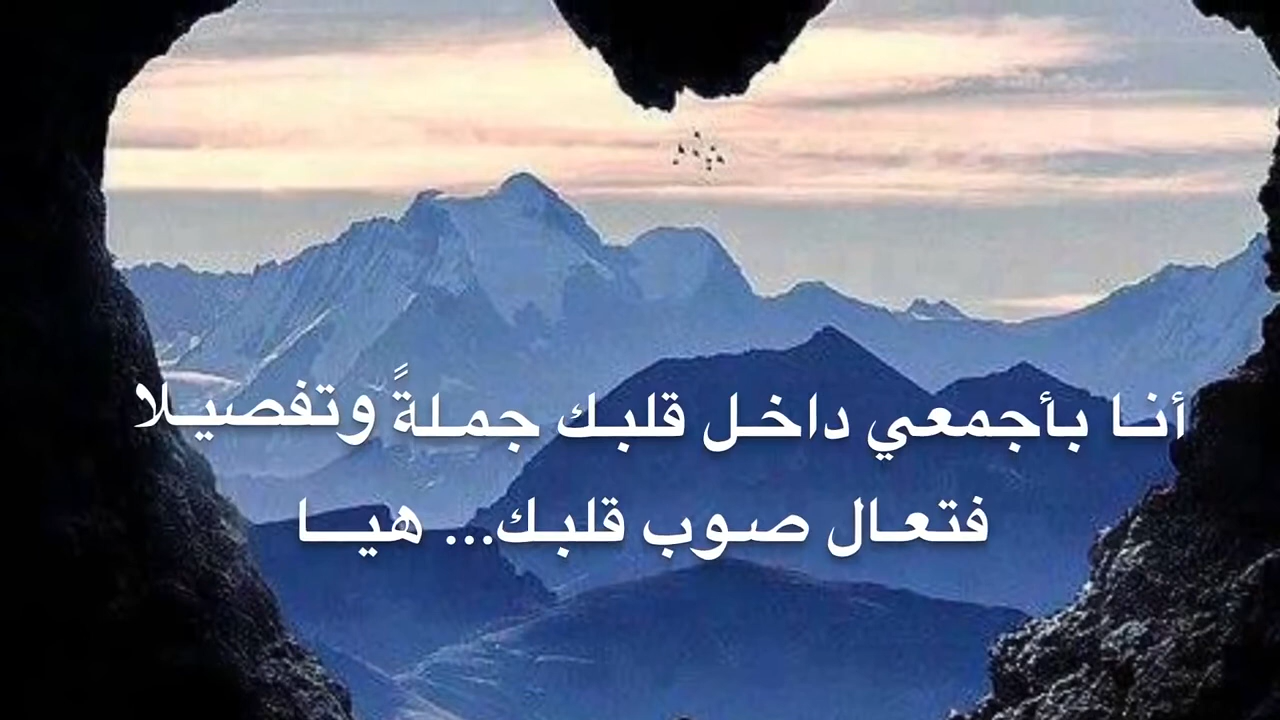 أنا بأجمعي داخل قلبك جملةً وتفصيلا
فتعال صوب قلبك... هيا